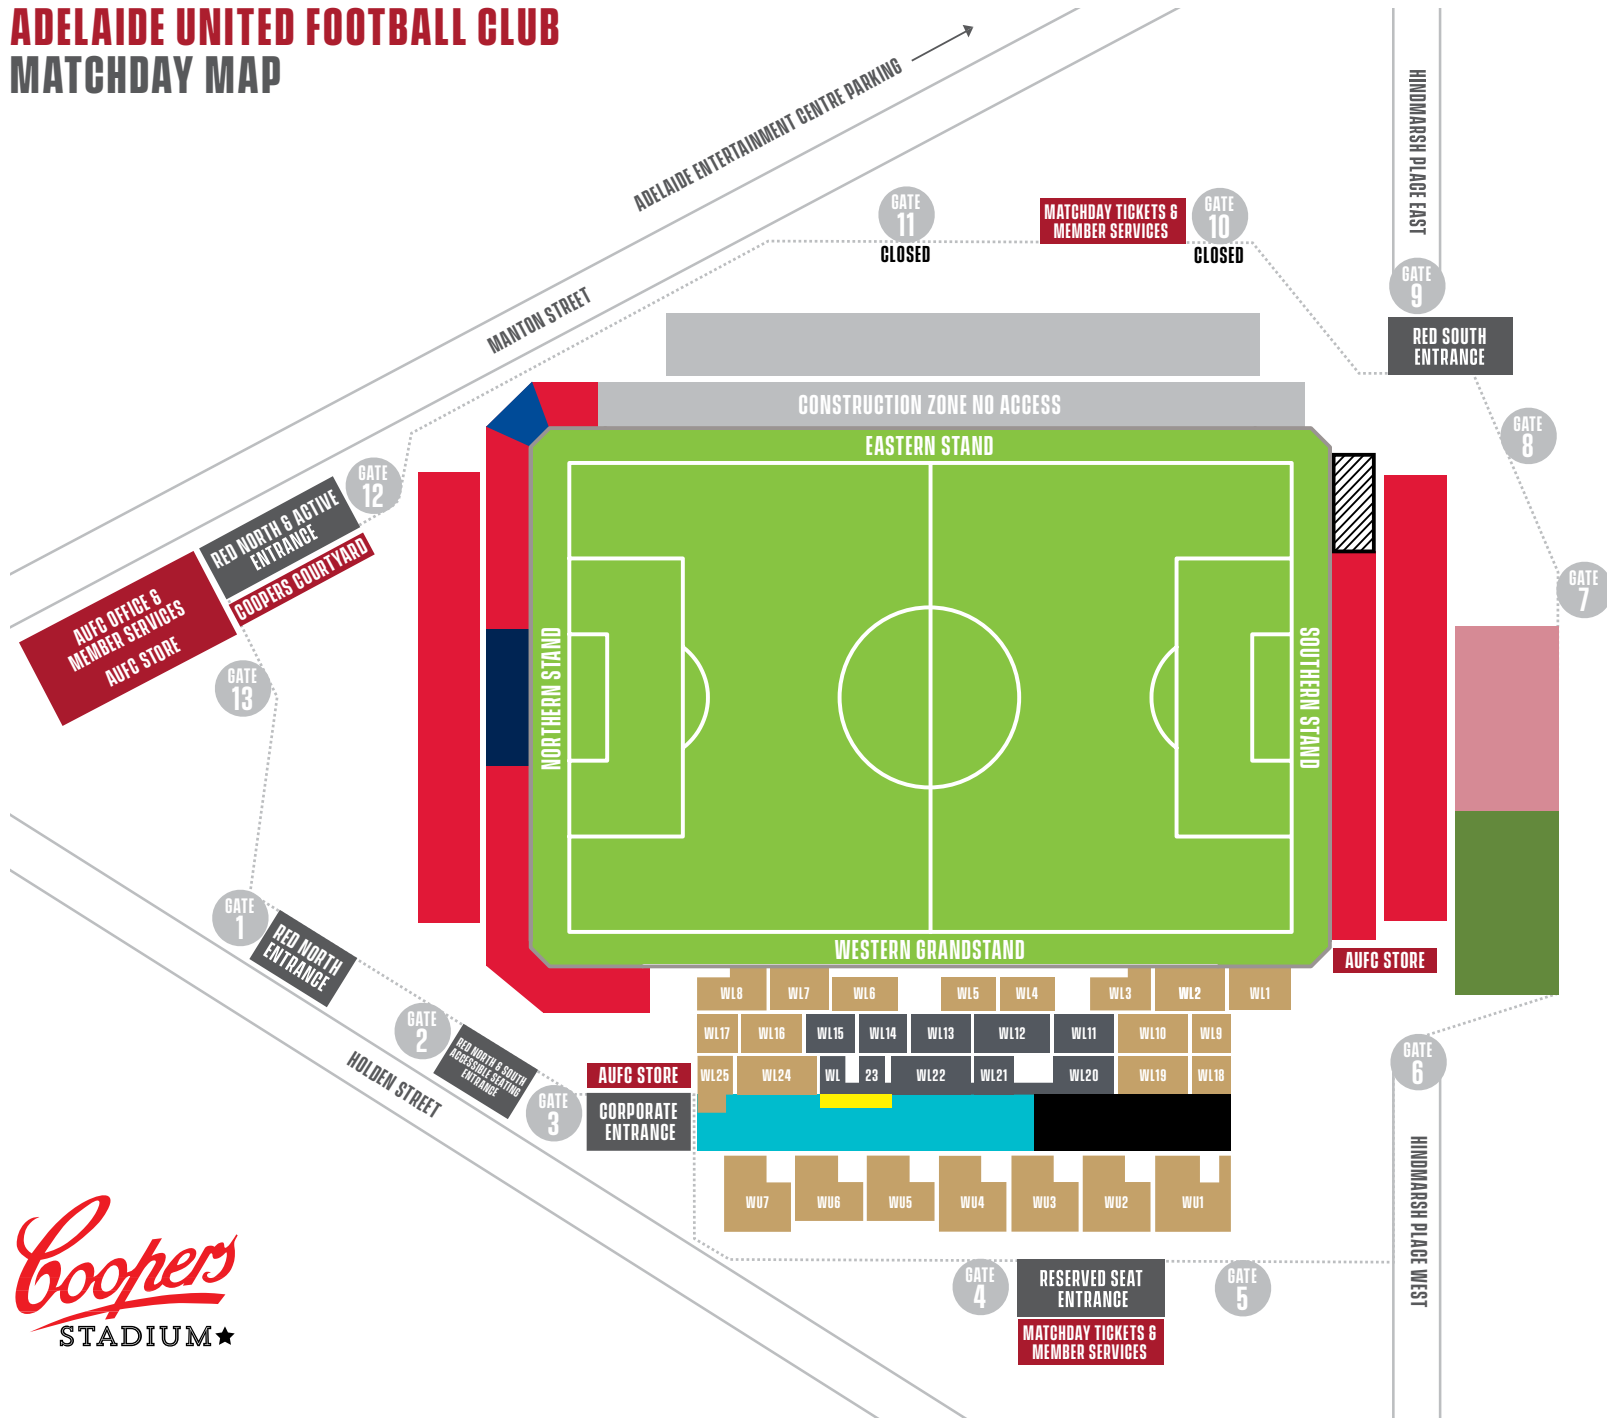 ADELAIDE UNITED FOOTBALL CLUB
MATCHDAY MAP
ADELAIDE ENTERTAINMENT CENTRE PARKING
HINDMARSH PLACE EAST
GATE
11
CLOSED
MATCHDAY TICKETS &
MEMBER SERVICES
GATE
10
CLOSED
GATE
9
RED SOUTH
ENTRANCE
MANTON STREET
CONSTRUCTION ZONE NO ACCESS
EASTERN STAND
GATE
8
GATE
12
RED NORTH & ACTIVE
ENTRANCE
COOPERS COURTYARD
AUFC OFFICE &
MEMBER SERVICES
AUFC STORE
GATE
7
GATE
13
NORTHERN STAND
SOUTHERN STAND
GATE
1
RED NORTH
ENTRANCE
WESTERN GRANDSTAND
AUFC STORE
WL8
WL7
WL6
WL5
WL4
WL3
WL2
WL1
WL17
WL16
WL15
WL14
WL13
WL12
WL11
WL10
WL9
GATE
2
RED NORTH & SOUTH
ACCESSIBLE SEATING
ENTRANCE
HOLDEN STREET
GATE
3
AUFC STORE
CORPORATE
ENTRANCE
WL25
WL24
WL 23
WL22
WL21
WL20
WL19
WL18
GATE
6
WU7
WU6
WU5
WU4
WU3
WU2
WU1
HINDMARSH PLACE WEST
GATE
4
RESERVED SEAT
ENTRANCE
MATCHDAY TICKETS &
MEMBER SERVICES
GATE
5
Coopers
STADIUM